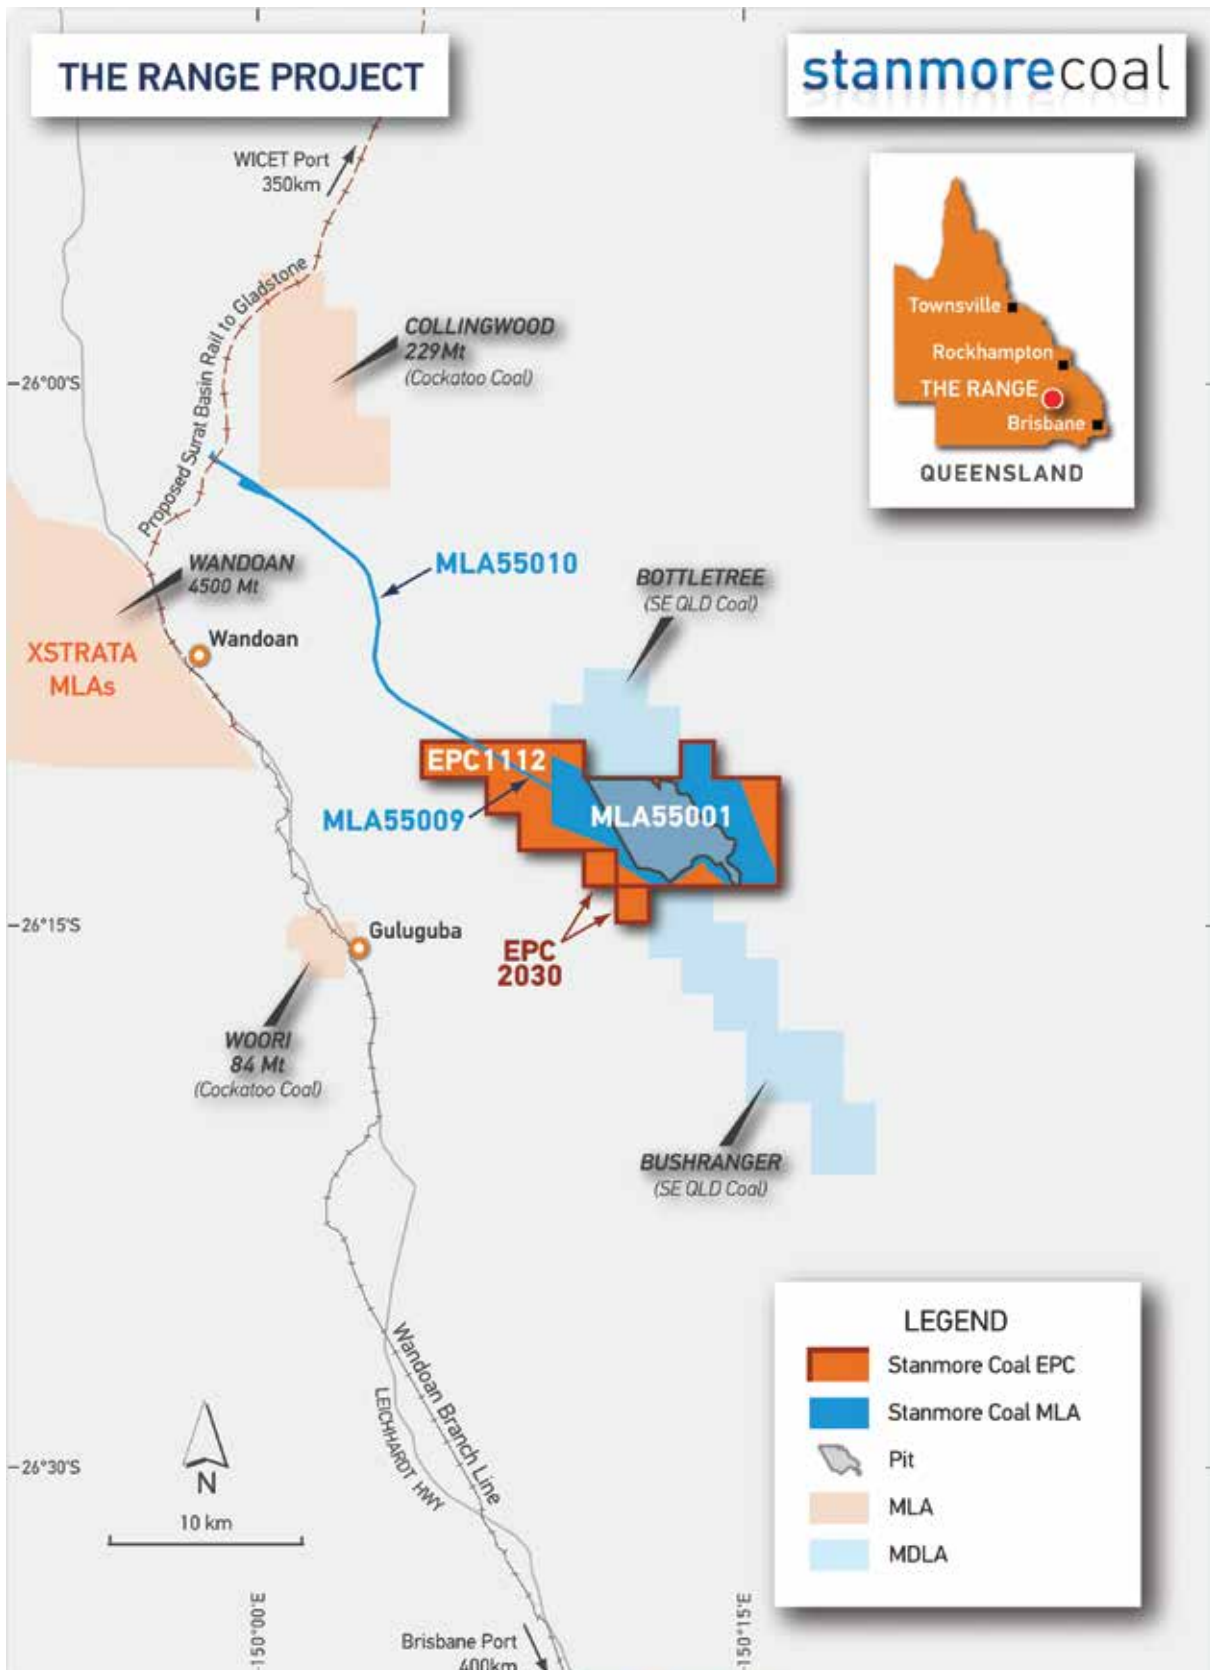 THE RANGE PROJECT
stanmorecoal
WICET Port
350km
Proposed Surat Basin Rail to Gladstone
COLLINGWOOD
229Mt
(Cockatoo Coal)
Townsville
Rockhampton
THE RANGE
Brisbane
QUEENSLAND
26°00'S
WANDOAN
4500 Mt
MLA55010
BOTTLETREE
(SE QLD Coal)
Wandoan
XSTRATA
MLAs
EPC1112
MLA55009
MLA55001
26°15'S
Guluguba
EPC
2030
WOORI
84 Mt
(Cockatoo Coal)
BUSHRANGER
(SE QLD Coal)
Wandoan Branch Line
LEICHHARDT HWY
LEGEND
Stanmore Coal EPC
Stanmore Coal MLA
Pit
MLA
MDLA
26°30'S
N
10 km
150°00'E
150°15'E
Brisbane Port
400km